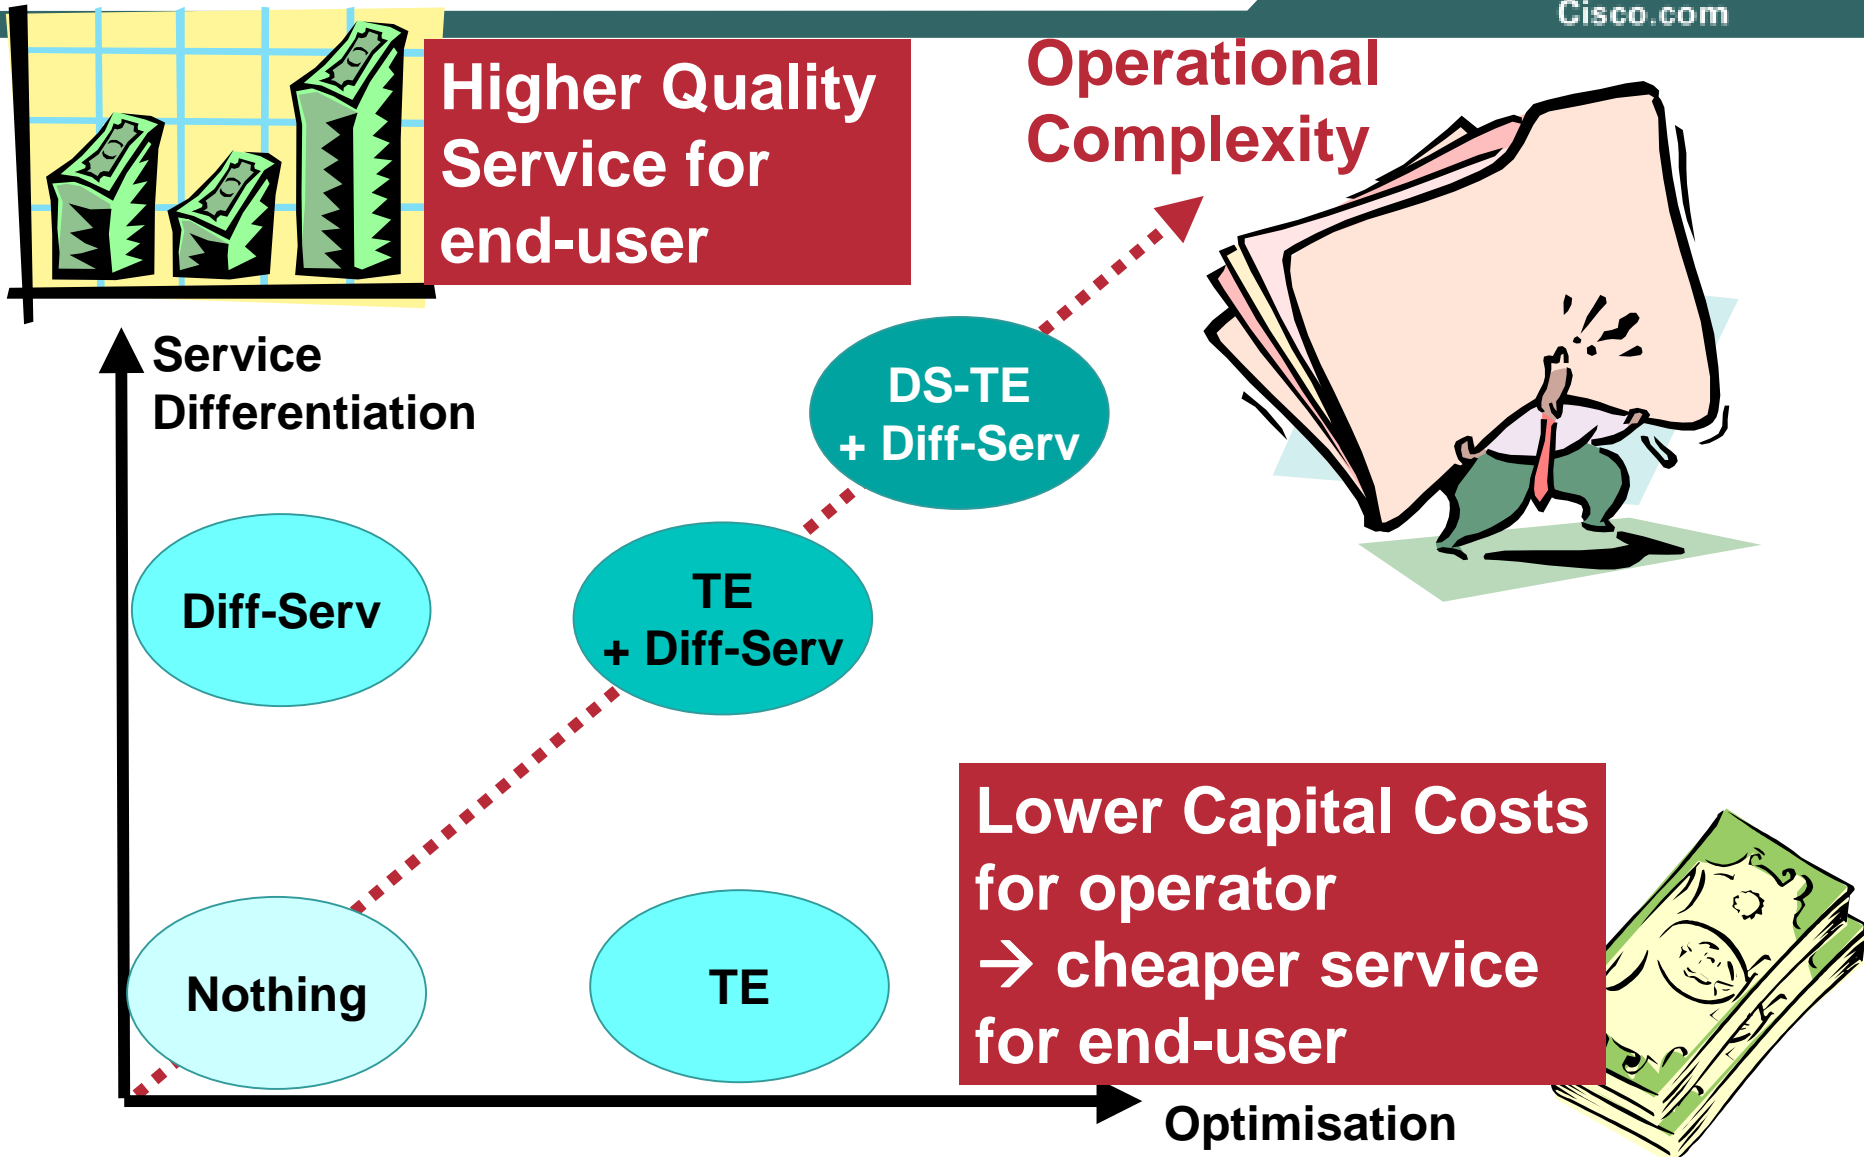 Cisco.com
Higher Quality
Service for
end-user
Operational
Complexity
Service
Differentiation
DS-TE
+ Diff-Serv
Diff-Serv
TE
+ Diff-Serv
Lower Capital Costs
for operator
→ cheaper service
for end-user
Nothing
TE
Optimisation